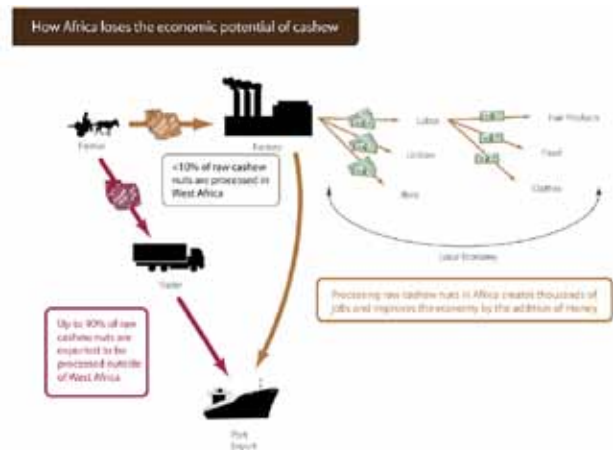 How Africa loses the economic potential of cashew
Farmer
Factory
Labor
Hair Products
Food
Clothes
<10% of raw cashew
nuts are processed in
West Africa
Local Economy
Trader
Processing raw cashew nuts in Africa creates thousands of
jobs and improves the economy by the addition of money
Up to 90% of raw
cashew nuts are
exported to be
processed outside
of West Africa
Port
Export